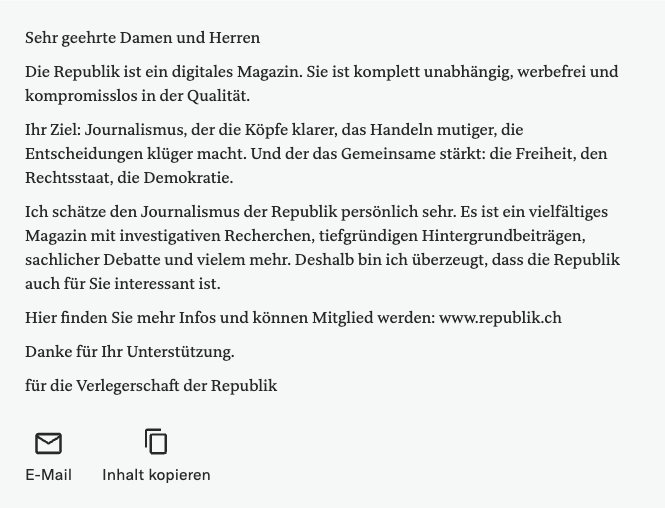 Sehr geehrte Damen und Herren
Die Republik ist ein digitales Magazin. Sie ist komplett unabhängig, werbefrei und
kompromisslos in der Qualität.
Ihr Ziel: Journalismus, der die Köpfe klarer, das Handeln mutiger, die
Entscheidungen klüger macht. Und der das Gemeinsame stärkt: die Freiheit, den
Rechtsstaat, die Demokratie.
Ich schätze den Journalismus der Republik persönlich sehr. Es ist ein vielfältiges
Magazin mit investigativen Recherchen, tiefgründigen Hintergrundbeiträgen,
sachlicher Debatte und vielem mehr. Deshalb bin ich überzeugt, dass die Republik
auch für Sie interessant ist.
Hier finden Sie mehr Infos und können Mitglied werden: www.republik.ch
Danke für Ihr Unterstützung.
für die Verlegerschaft der Republik
E-Mail Inhalt kopieren